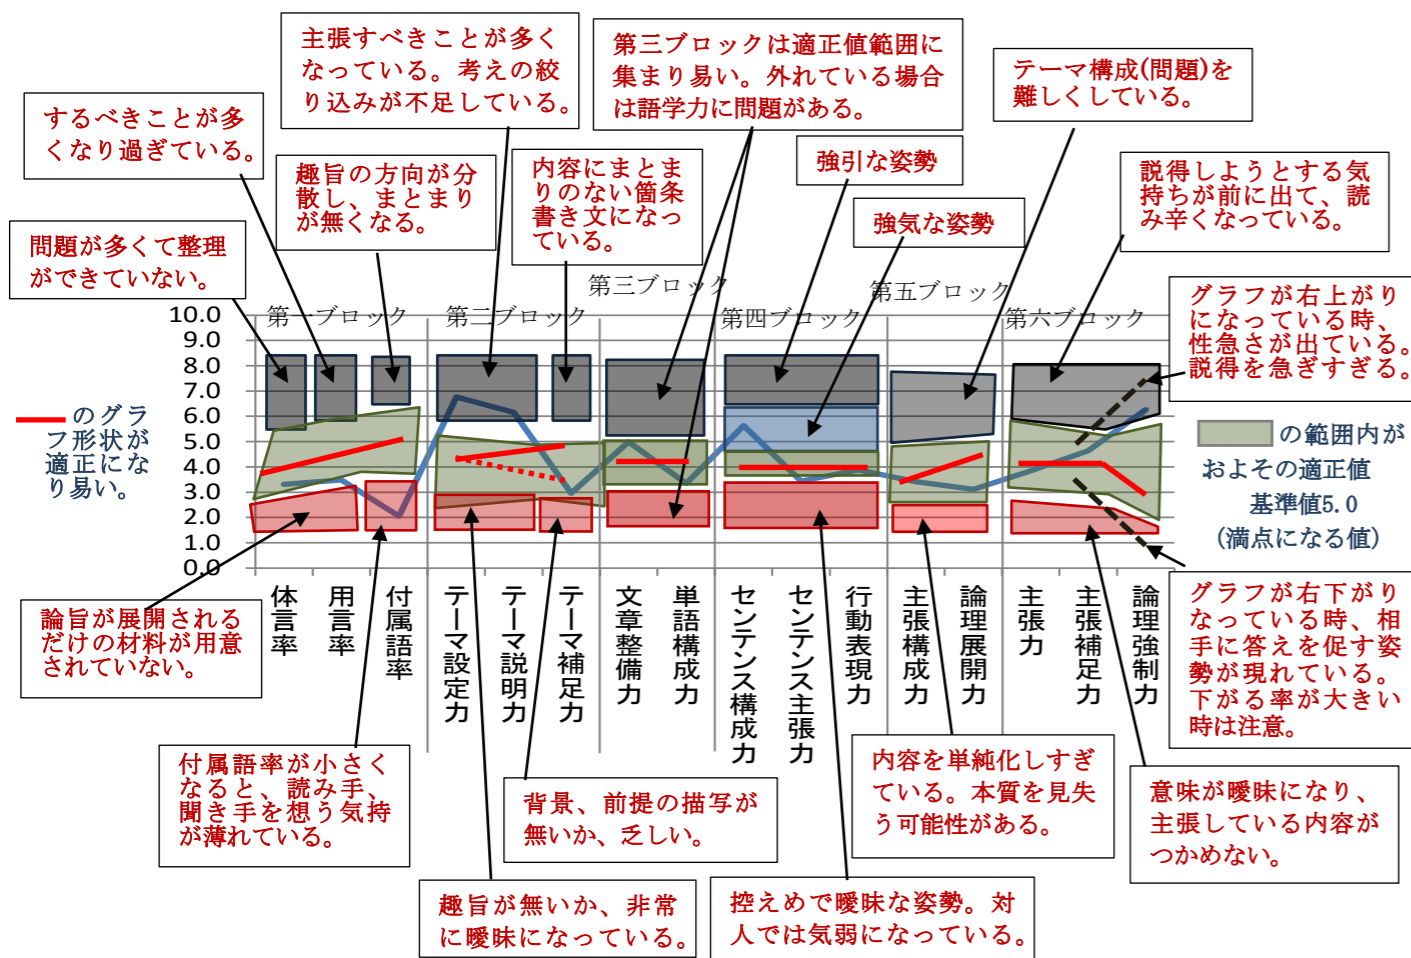 主張すべきことが多く
なっている。考えの絞
り込みが不足している。
第三ブロックは適正値範囲に
集まり易い。外れている場合
は語学力に問題がある。
テーマ構成(問題)を
難しくしている。
するべきことが多
くなり過ぎている。
趣旨の方向が分
散し、まとまり
が無くなる。
内容にまとま
りのない箇条
書き文になっ
ている。
強引な姿勢
強気な姿勢
説得しようとする気
持ちが前に出て、読
み辛くなっている。
問題が多くて整理
ができていない。
グラフが右上がり
になっている時、
性急さが出ている。
説得を急ぎすぎる。
第一ブロック
第二ブロック
第三ブロック
第四ブロック
第五ブロック
第六ブロック
10.0
9.0
8.0
7.0
6.0
5.0
4.0
3.0
2.0
1.0
0.0
のグラ
フ形状が
適正にな
り易い。
の範囲内が
およその適正値
基準値5.0
(満点になる値)
体言率
用言率
付属語率
テーマ設定力
テーマ説明力
テーマ補足力
文章整備力
単語構成力
センテンス構成力
センテンス主張力
行動表現力
主張構成力
論理展開力
主張力
主張補足力
論理強制力
論旨が展開される
だけの材料が用意
されていない。
グラフが右下がり
なっている時、相
手に答えを促す姿
勢が現れている。
下がる率が大きい
時は注意。
付属語率が小さく
なると、読み手、
聞き手を想う気持
が薄れている。
背景、前提の描写が
無いか、乏しい。
内容を単純化しすぎ
ている。本質を見失
う可能性がある。
意味が曖昧になり、
主張している内容が
つかめない。
趣旨が無いか、非常
に曖昧になっている。
控えめで曖昧な姿勢。対
人では気弱になっている。